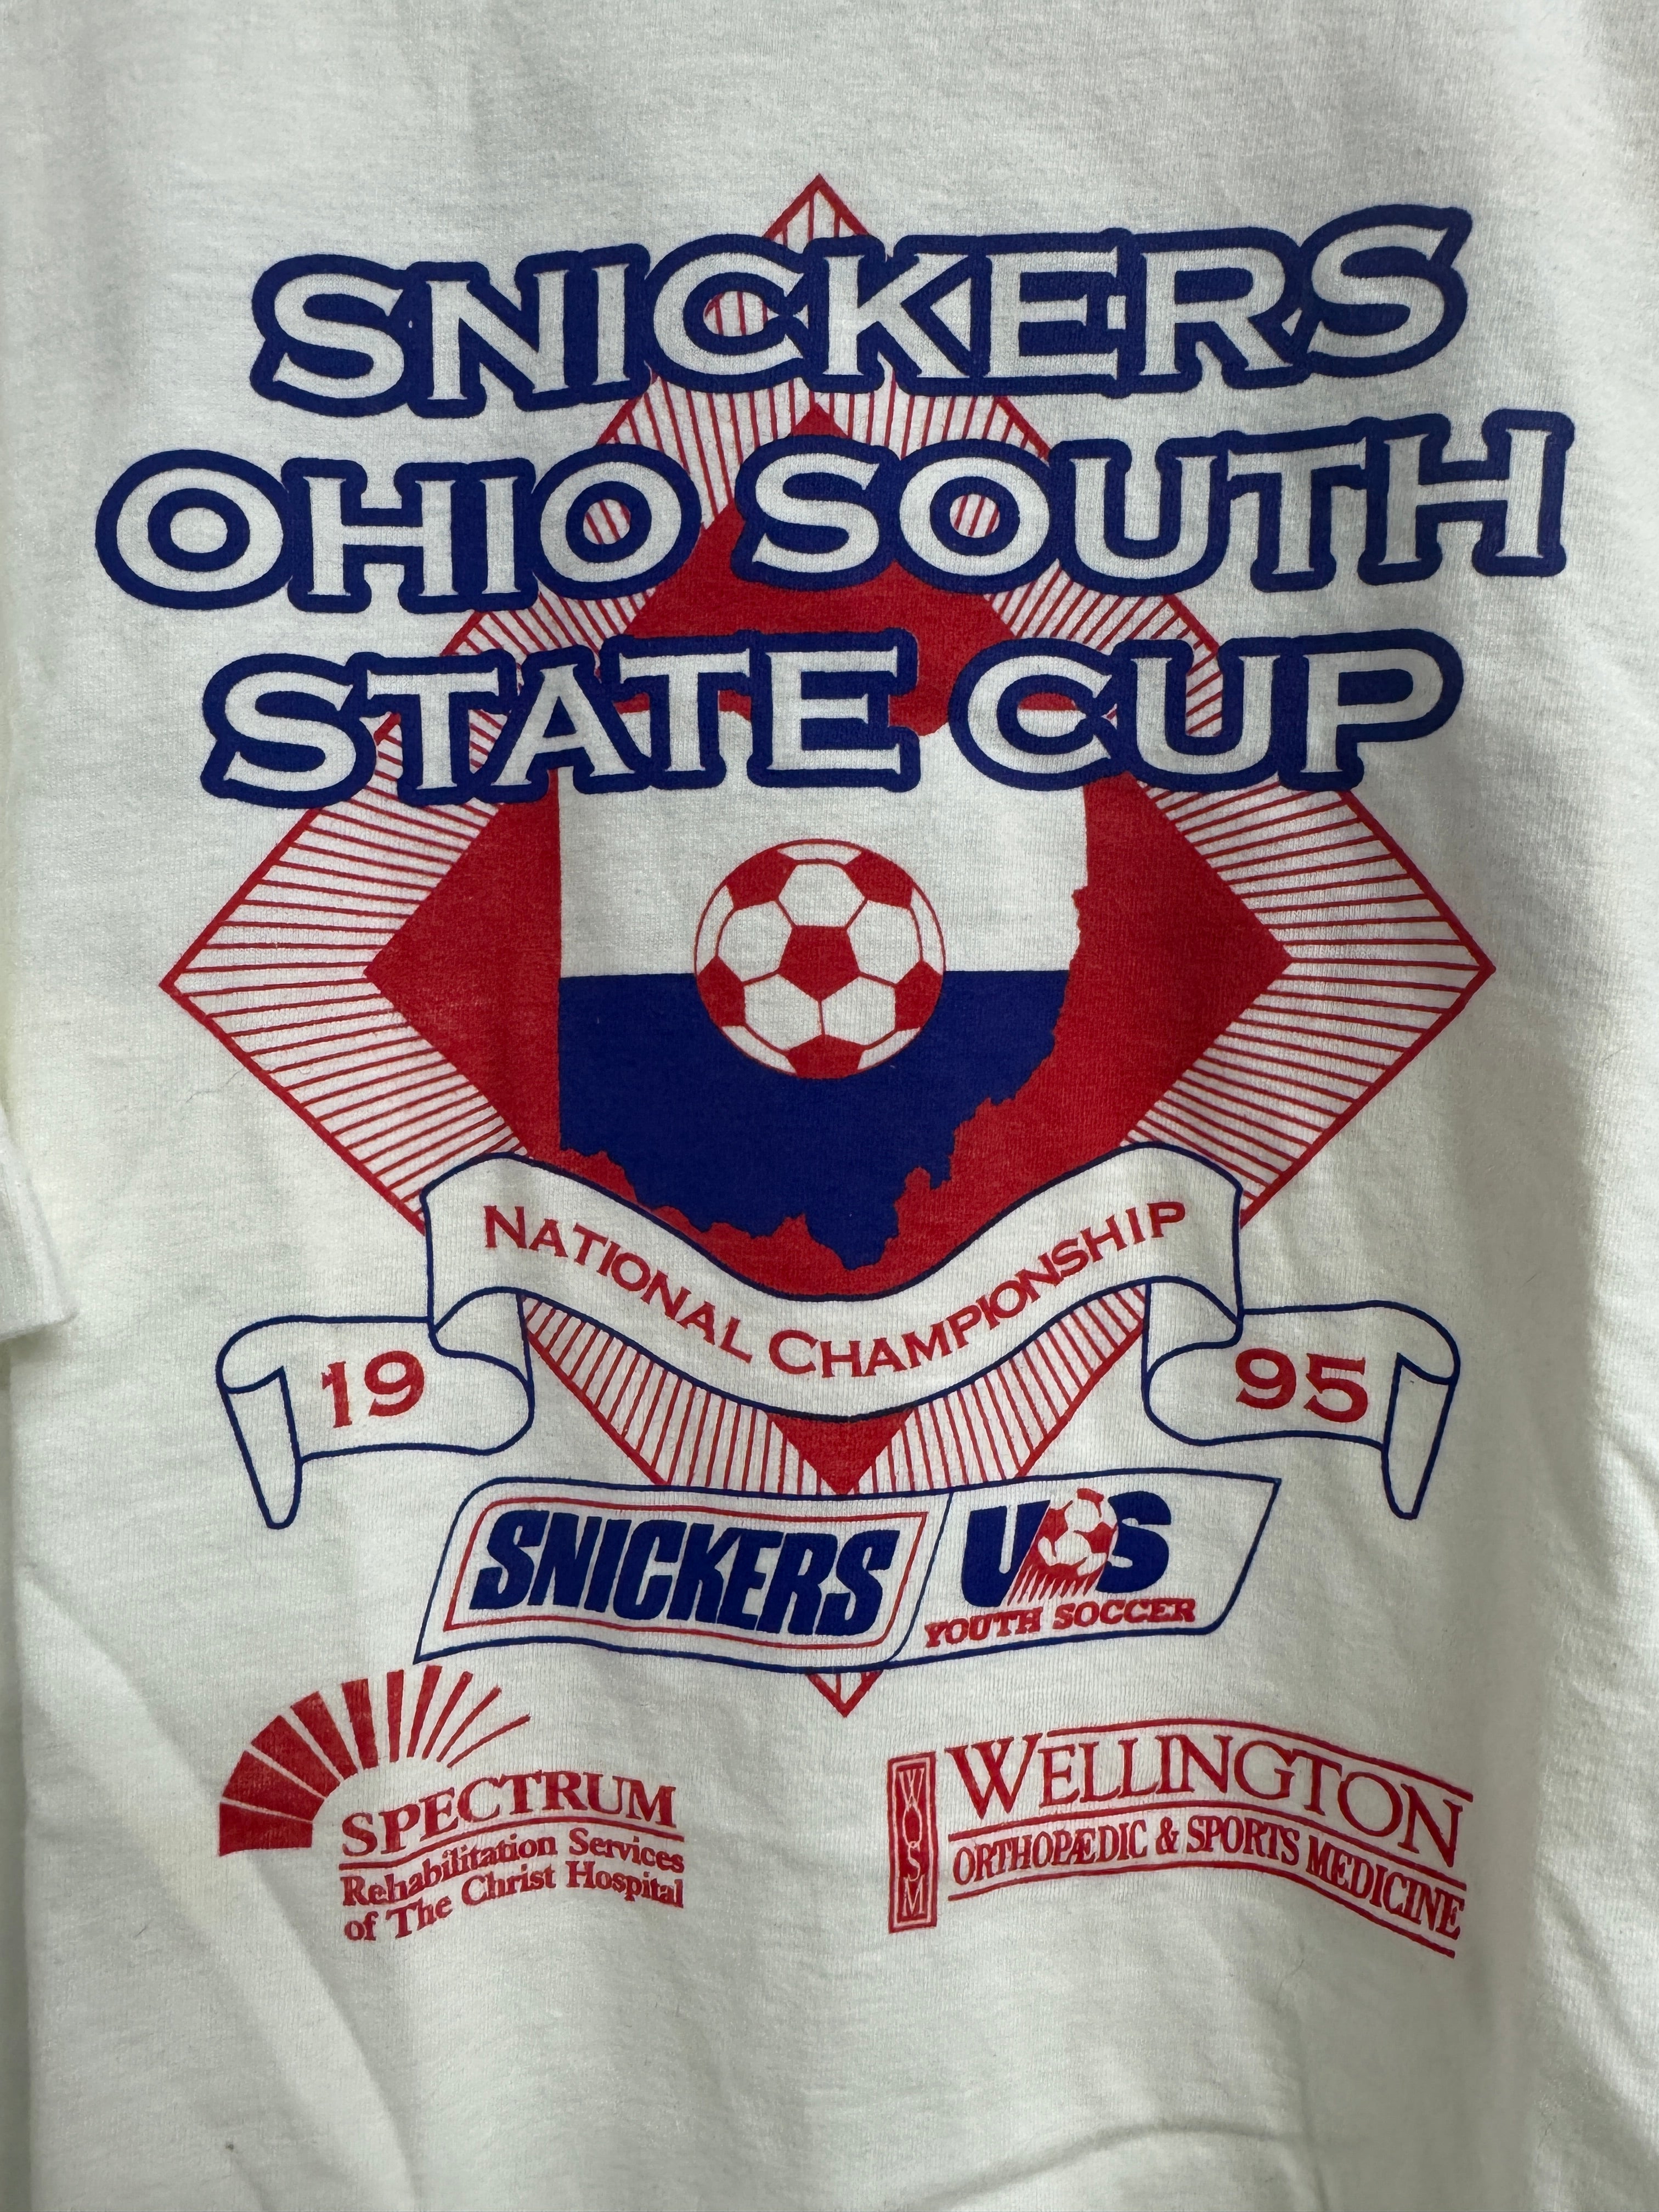 SNICKERS
OHIO SOUTH
STATE CUP
NATIONAL CHAMPIONSHIP
19 95
SNICKERS US
YOUTH SOCCER
SPECTRUM
Rehabilitation Services
of The Christ Hospital
WOSM
WELLINGTON
ORTHOPÆDIC & SPORTS MEDICINE